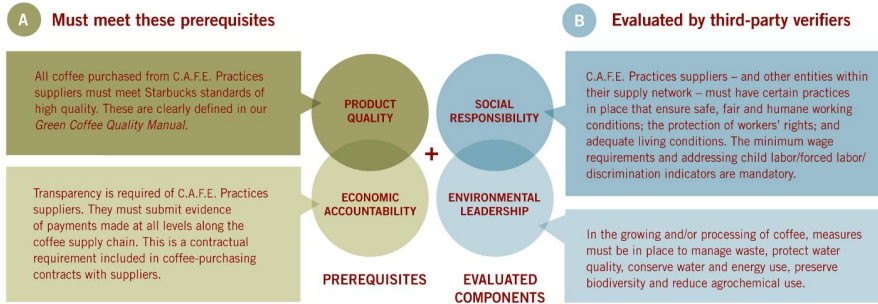 A Must meet these prerequisites
All coffee purchased from C.A.F.E. Practices
suppliers must meet Starbucks standards of
high quality. These are clearly defined in our
Green Coffee Quality Manual.
Transparency is required of C.A.F.E. Practices
suppliers. They must submit evidence
of payments made at all levels along the
coffee supply chain. This is a contractual
requirement included in coffee-purchasing
contracts with suppliers.
PRODUCT
QUALITY
ECONOMIC
ACCOUNTABILITY
PREREQUISITES
+
SOCIAL
RESPONSIBILITY
ENVIRONMENTAL
LEADERSHIP
EVALUATED
COMPONENTS
B Evaluated by third-party verifiers
C.A.F.E. Practices suppliers – and other entities within
their supply network – must have certain practices
in place that ensure safe, fair and humane working
conditions; the protection of workers' rights; and
adequate living conditions. The minimum wage
requirements and addressing child labor/forced labor/
discrimination indicators are mandatory.
In the growing and/or processing of coffee, measures
must be in place to manage waste, protect water
quality, conserve water and energy use, preserve
biodiversity and reduce agrochemical use.